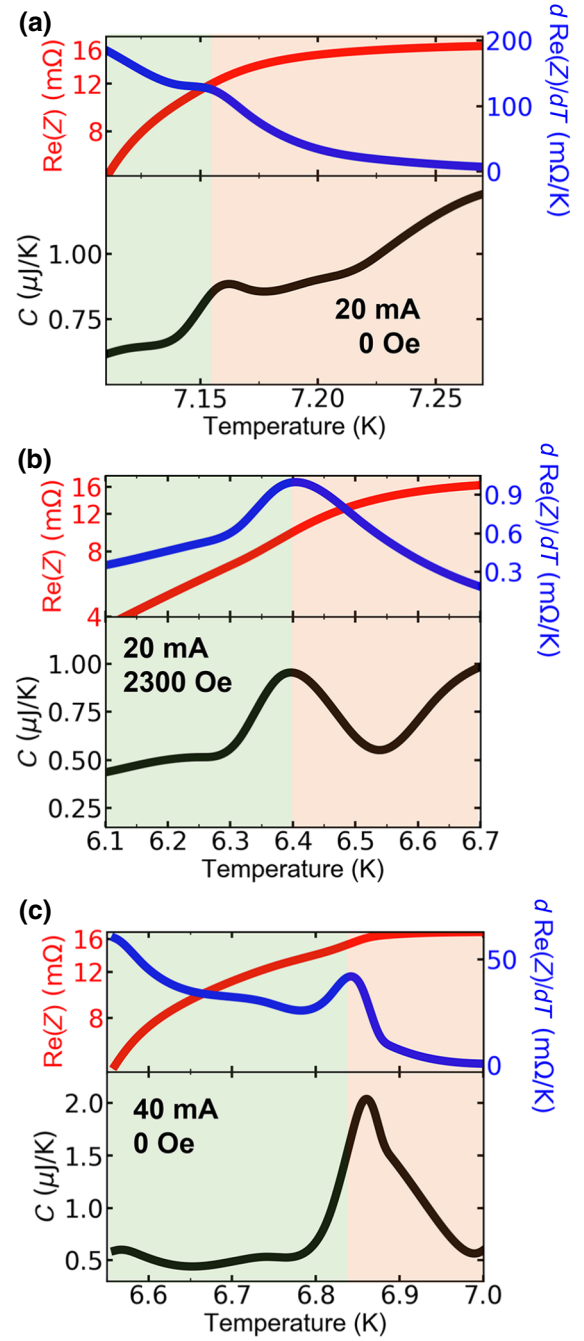 (a)
Re(Z) (mΩ)
16
12
8
200
100
0
d Re(Z)/dT (mΩ/K)
C (μJ/K)
1.00
0.75
20 mA
0 Oe
7.15
7.20
7.25
Temperature (K)
(b)
Re(Z) (mΩ)
16
12
8
4
0.9
0.6
0.3
d Re(Z)/dT (mΩ/K)
C (μJ/K)
1.00
0.75
0.50
0.25
20 mA
2300 Oe
6.1 6.2 6.3 6.4 6.5 6.6 6.7
Temperature (K)
(c)
Re(Z) (mΩ)
16
12
8
50
0
d Re(Z)/dT (mΩ/K)
C (μJ/K)
2.0
1.5
1.0
0.5
40 mA
0 Oe
6.6 6.7 6.8 6.9 7.0
Temperature (K)